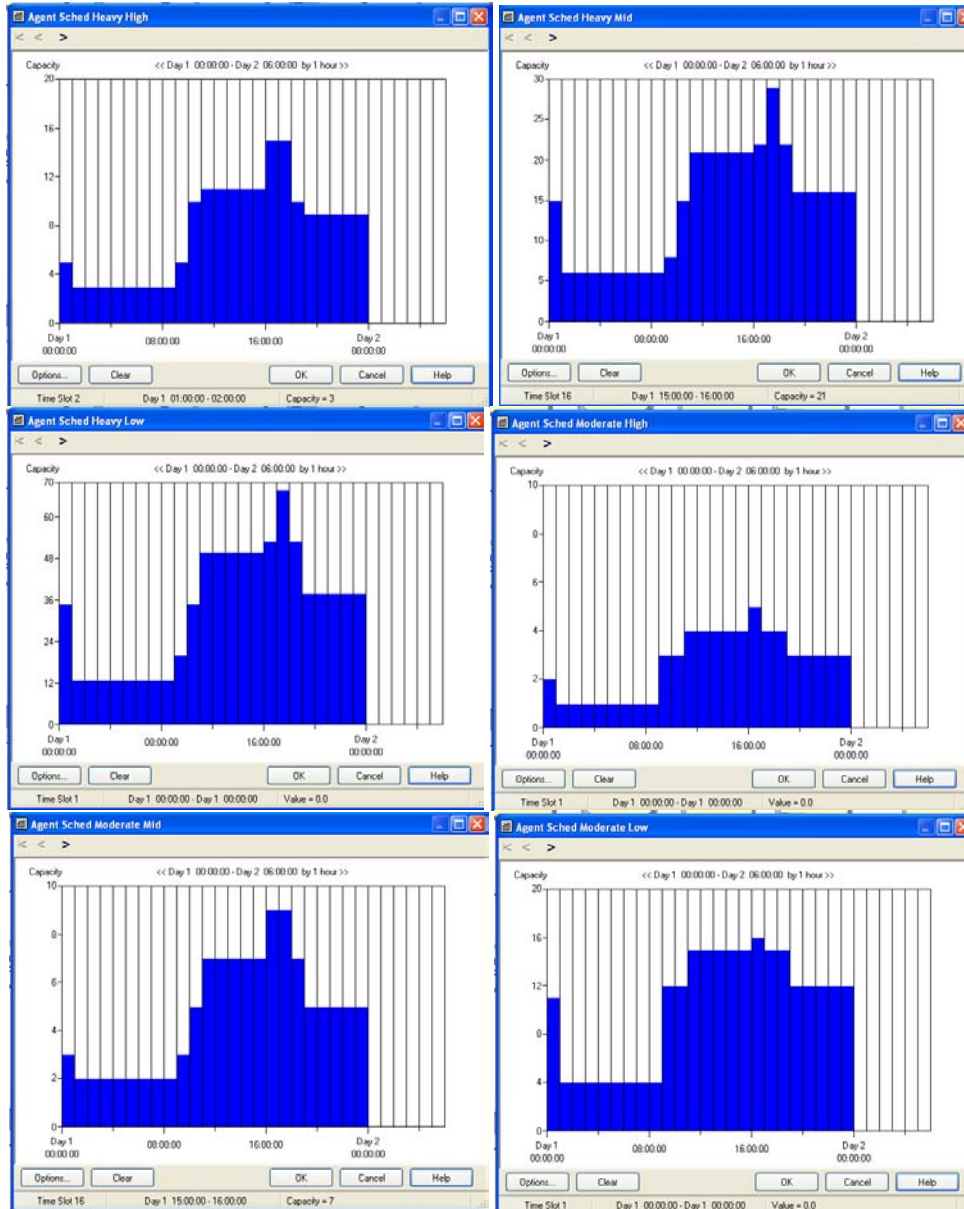 Agent Sched Heavy High
Capacity << Day 1 00:00:00 - Day 2 06:00:00 by 1 hour >>
20
16
12
8
4
0
Day 1 00:00:00 08:00:00 16:00:00 Day 2 00:00:00
Options... Clear OK Cancel Help
Time Slot 2 Day 1 01:00:00 - 02:00:00 Capacity = 3
Agent Sched Heavy Mid
Capacity << Day 1 00:00:00 - Day 2 06:00:00 by 1 hour >>
30
25
20
15
10
5
0
Day 1 00:00:00 08:00:00 16:00:00 Day 2 00:00:00
Options... Clear OK Cancel Help
Time Slot 16 Day 1 15:00:00 - 16:00:00 Capacity = 21
Agent Sched Heavy Low
Capacity << Day 1 00:00:00 - Day 2 06:00:00 by 1 hour >>
70
60
48
36
24
12
0
Day 1 00:00:00 00:00:00 16:00:00 Day 2 00:00:00
Options... Clear OK Cancel Help
Time Slot 1 Day 1 00:00:00 - Day 1 00:00:00 Value = 0.0
Agent Sched Moderate High
Capacity << Day 1 00:00:00 - Day 2 06:00:00 by 1 hour >>
10
8
6
4
2
0
Day 1 00:00:00 08:00:00 16:00:00 Day 2 00:00:00
Options... Clear OK Cancel Help
Time Slot 1 Day 1 00:00:00 - Day 1 00:00:00 Value = 0.0
Agent Sched Moderate Mid
Capacity << Day 1 00:00:00 - Day 2 06:00:00 by 1 hour >>
10
8
6
4
2
0
Day 1 00:00:00 08:00:00 16:00:00 Day 2 00:00:00
Options... Clear OK Cancel Help
Time Slot 16 Day 1 15:00:00 - 16:00:00 Capacity = 7
Agent Sched Moderate Low
Capacity << Day 1 00:00:00 - Day 2 06:00:00 by 1 hour >>
20
16
12
8
4
0
Day 1 00:00:00 08:00:00 16:00:00 Day 2 00:00:00
Options... Clear OK Cancel Help
Time Slot 1 Day 1 00:00:00 - Day 1 00:00:00 Value = 0.0